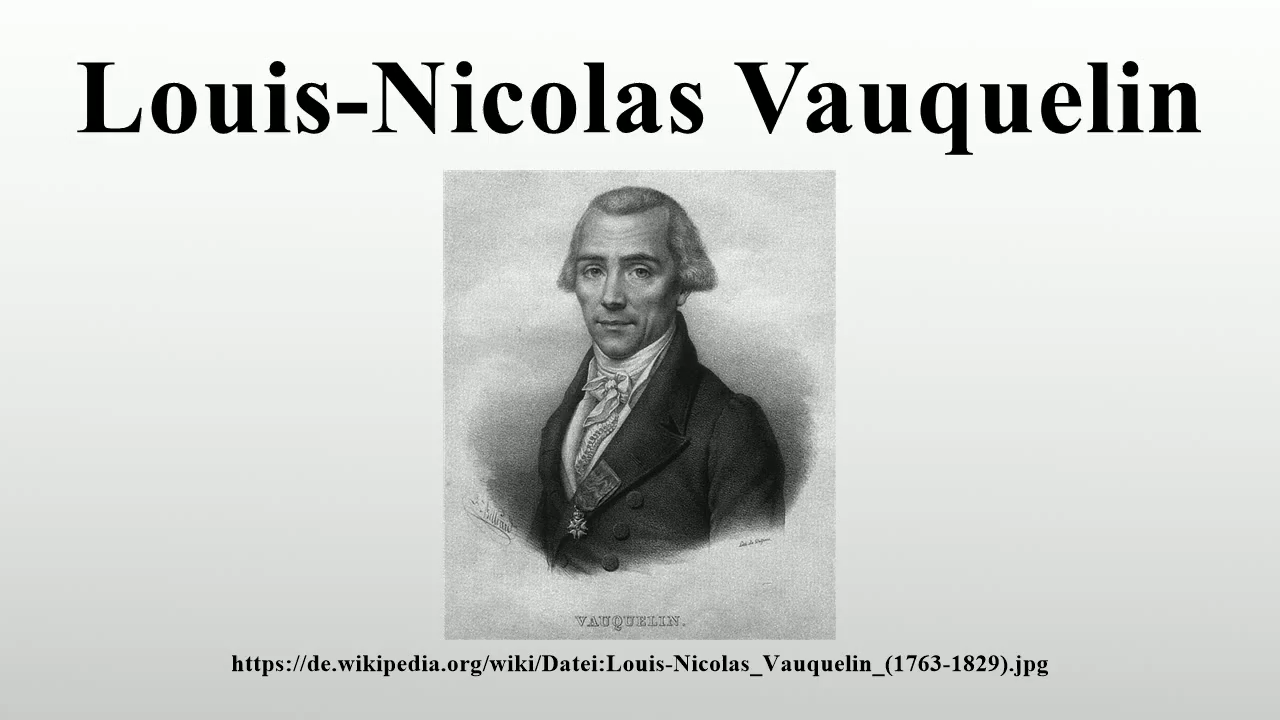 Louis-Nicolas Vauquelin
VAUQUELIN.
https://de.wikipedia.org/wiki/Datei:Louis-Nicolas_Vauquelin_(1763-1829).jpg